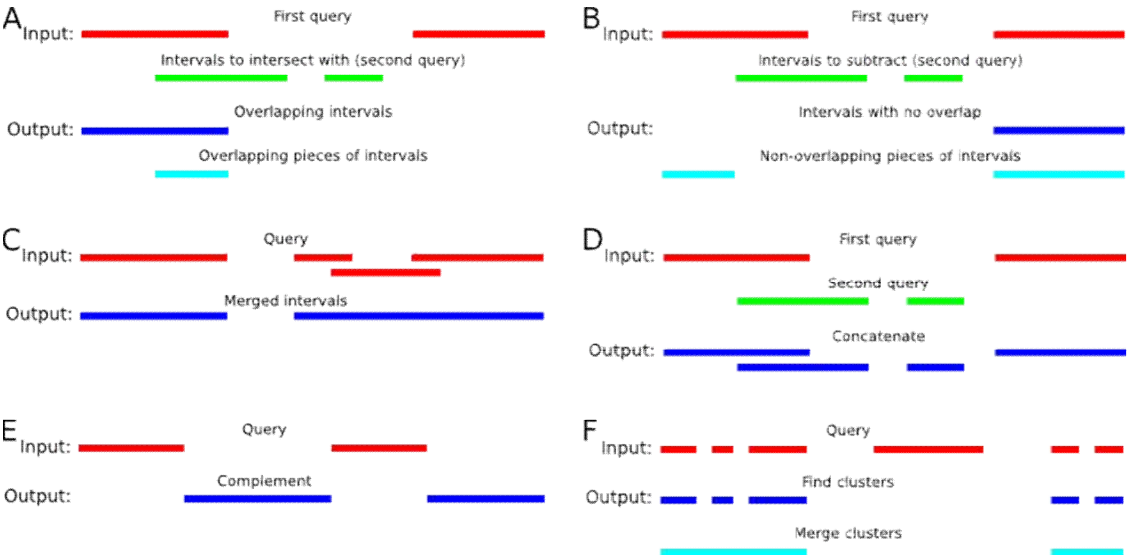 A
First query
Input:
Intervals to intersect with (second query)
Overlapping intervals
Output:
Overlapping pieces of intervals
B
First query
Input:
Intervals to subtract (second query)
Intervals with no overlap
Output:
Non-overlapping pieces of intervals
C
Query
Input:
Merged intervals
Output:
D
First query
Input:
Second query
Concatenate
Output:
E
Query
Input:
Complement
Output:
F
Query
Input:
Find clusters
Output:
Merge clusters